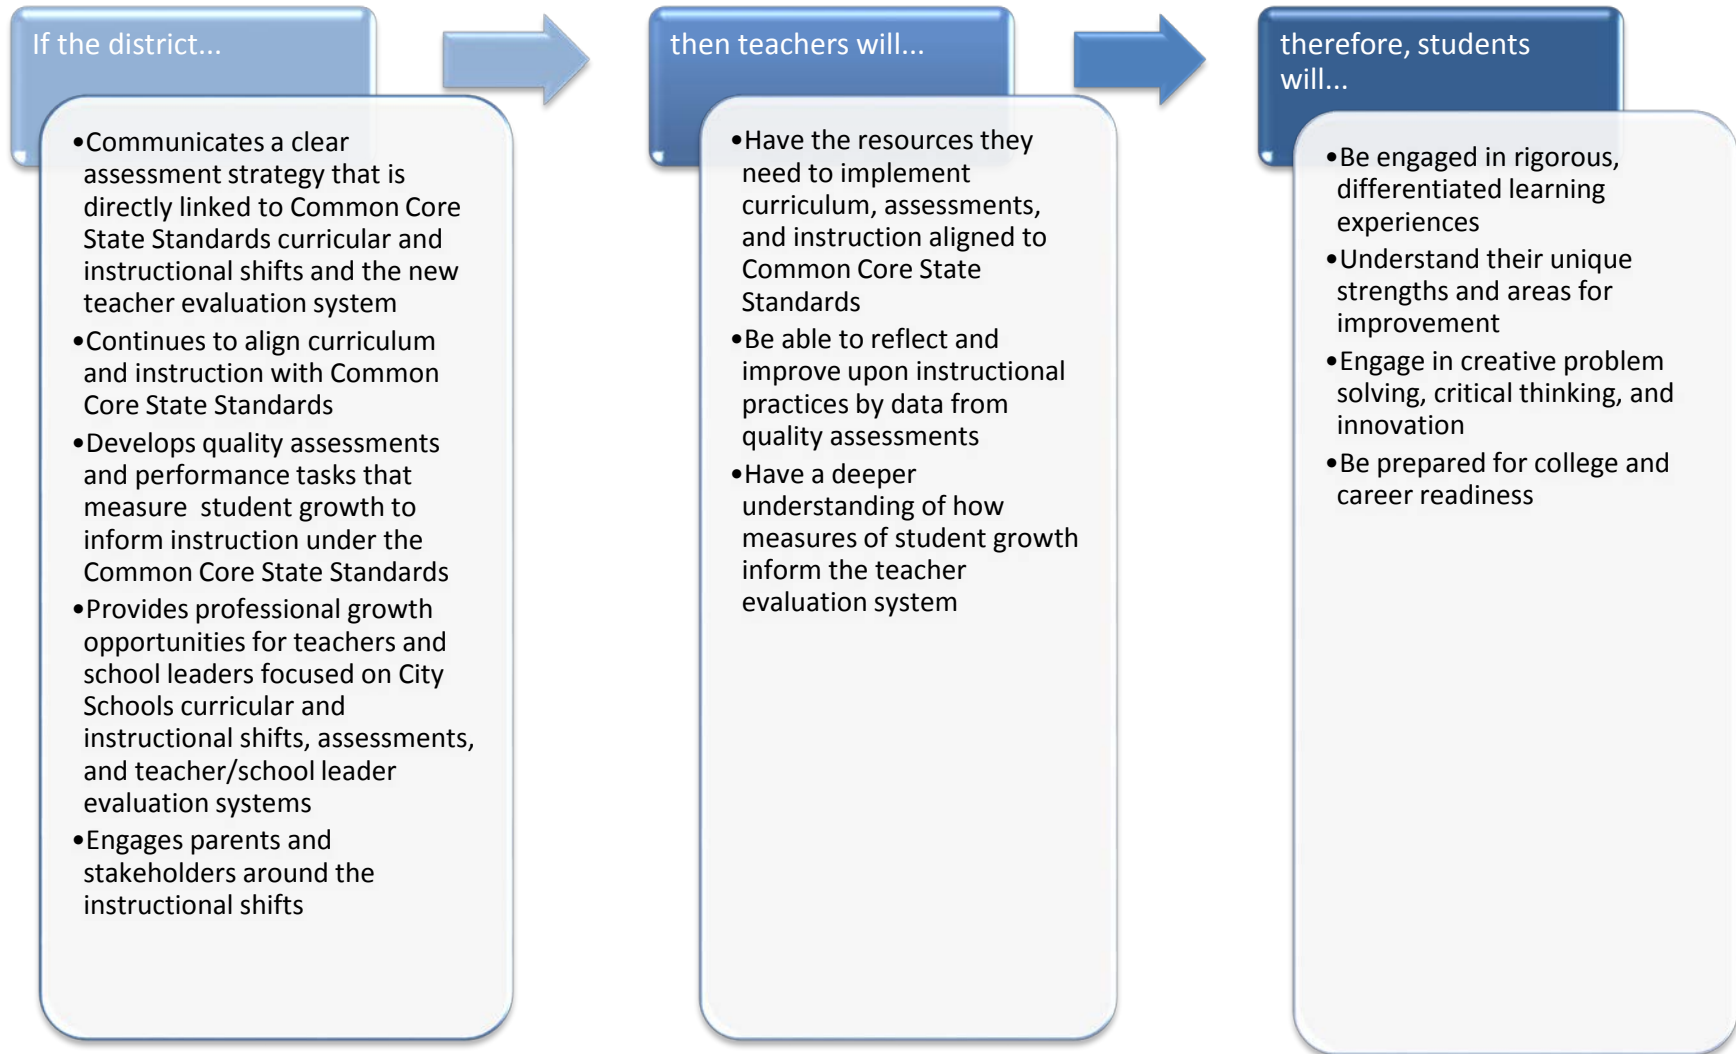 If the district...
•Communicates a clear
assessment strategy that is
directly linked to Common Core
State Standards curricular and
instructional shifts and the new
teacher evaluation system
•Continues to align curriculum
and instruction with Common
Core State Standards
•Develops quality assessments
and performance tasks that
measure  student growth to
inform instruction under the
Common Core State Standards
•Provides professional growth
opportunities for teachers and
school leaders focused on City
Schools curricular and
instructional shifts, assessments,
and teacher/school leader
evaluation systems
•Engages parents and
stakeholders around the
instructional shifts
then teachers will...
•Have the resources they
need to implement
curriculum, assessments,
and instruction aligned to
Common Core State
Standards
•Be able to reflect and
improve upon instructional
practices by data from
quality assessments
•Have a deeper
understanding of how
measures of student growth
inform the teacher
evaluation system
therefore, students
will...
•Be engaged in rigorous,
differentiated learning
experiences
•Understand their unique
strengths and areas for
improvement
•Engage in creative problem
solving, critical thinking, and
innovation
•Be prepared for college and
career readiness